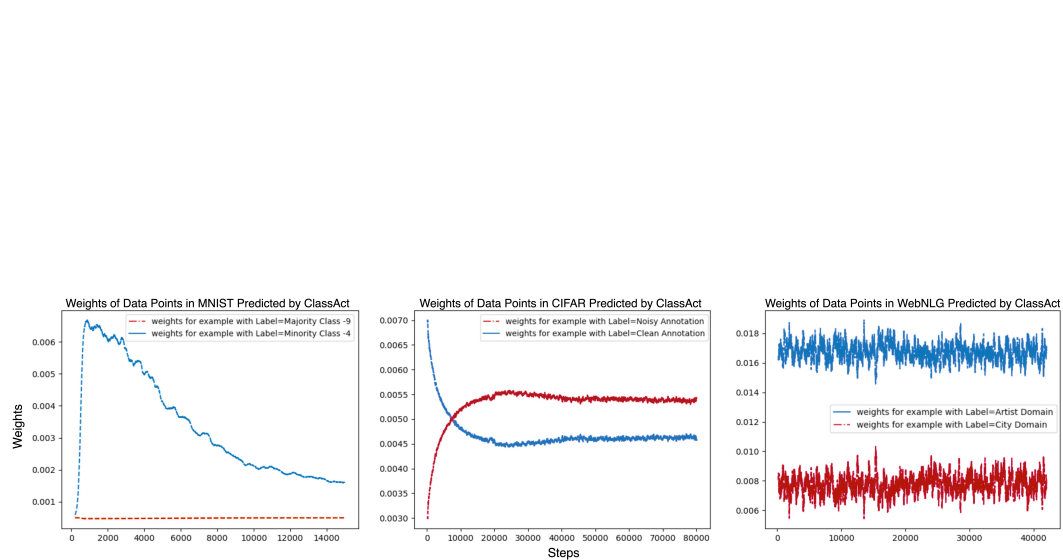 Weights of Data Points in MNIST Predicted by ClassAct
weights for example with Label=Majority Class -9
weights for example with Label=Minority Class -4
0.006
0.005
0.004
0.003
0.002
0.001
0 2000 4000 6000 8000 10000 12000 14000
Weights
Weights of Data Points in CIFAR Predicted by ClassAct
weights for example with Label=Noisy Annotation
weights for example with Label=Clean Annotation
0.0070
0.0065
0.0060
0.0055
0.0050
0.0045
0.0040
0.0035
0.0030
0 10000 20000 30000 40000 50000 60000 70000 80000
Steps
Weights of Data Points in WebNLG Predicted by ClassAct
0.018
0.016
0.014
0.012
0.010
0.008
0.006
weights for example with Label=Artist Domain
weights for example with Label=City Domain
0 10000 20000 30000 40000